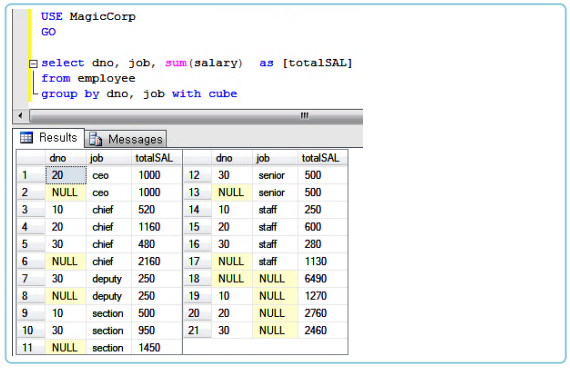 USE MagicCorp
GO
select dno, job, sum(salary) as [totalSAL]
from employee
group by dno, job with cube
Results Messages
dno job totalSAL
1 20 ceo 1000
2 NULL ceo 1000
3 10 chief 520
4 20 chief 1160
5 30 chief 480
6 NULL chief 2160
7 30 deputy 250
8 NULL deputy 250
9 10 section 500
10 30 section 950
11 NULL section 1450
dno job totalSAL
12 30 senior 500
13 NULL senior 500
14 10 staff 250
15 20 staff 600
16 30 staff 280
17 NULL staff 1130
18 NULL NULL 6490
19 10 NULL 1270
20 20 NULL 2760
21 30 NULL 2460